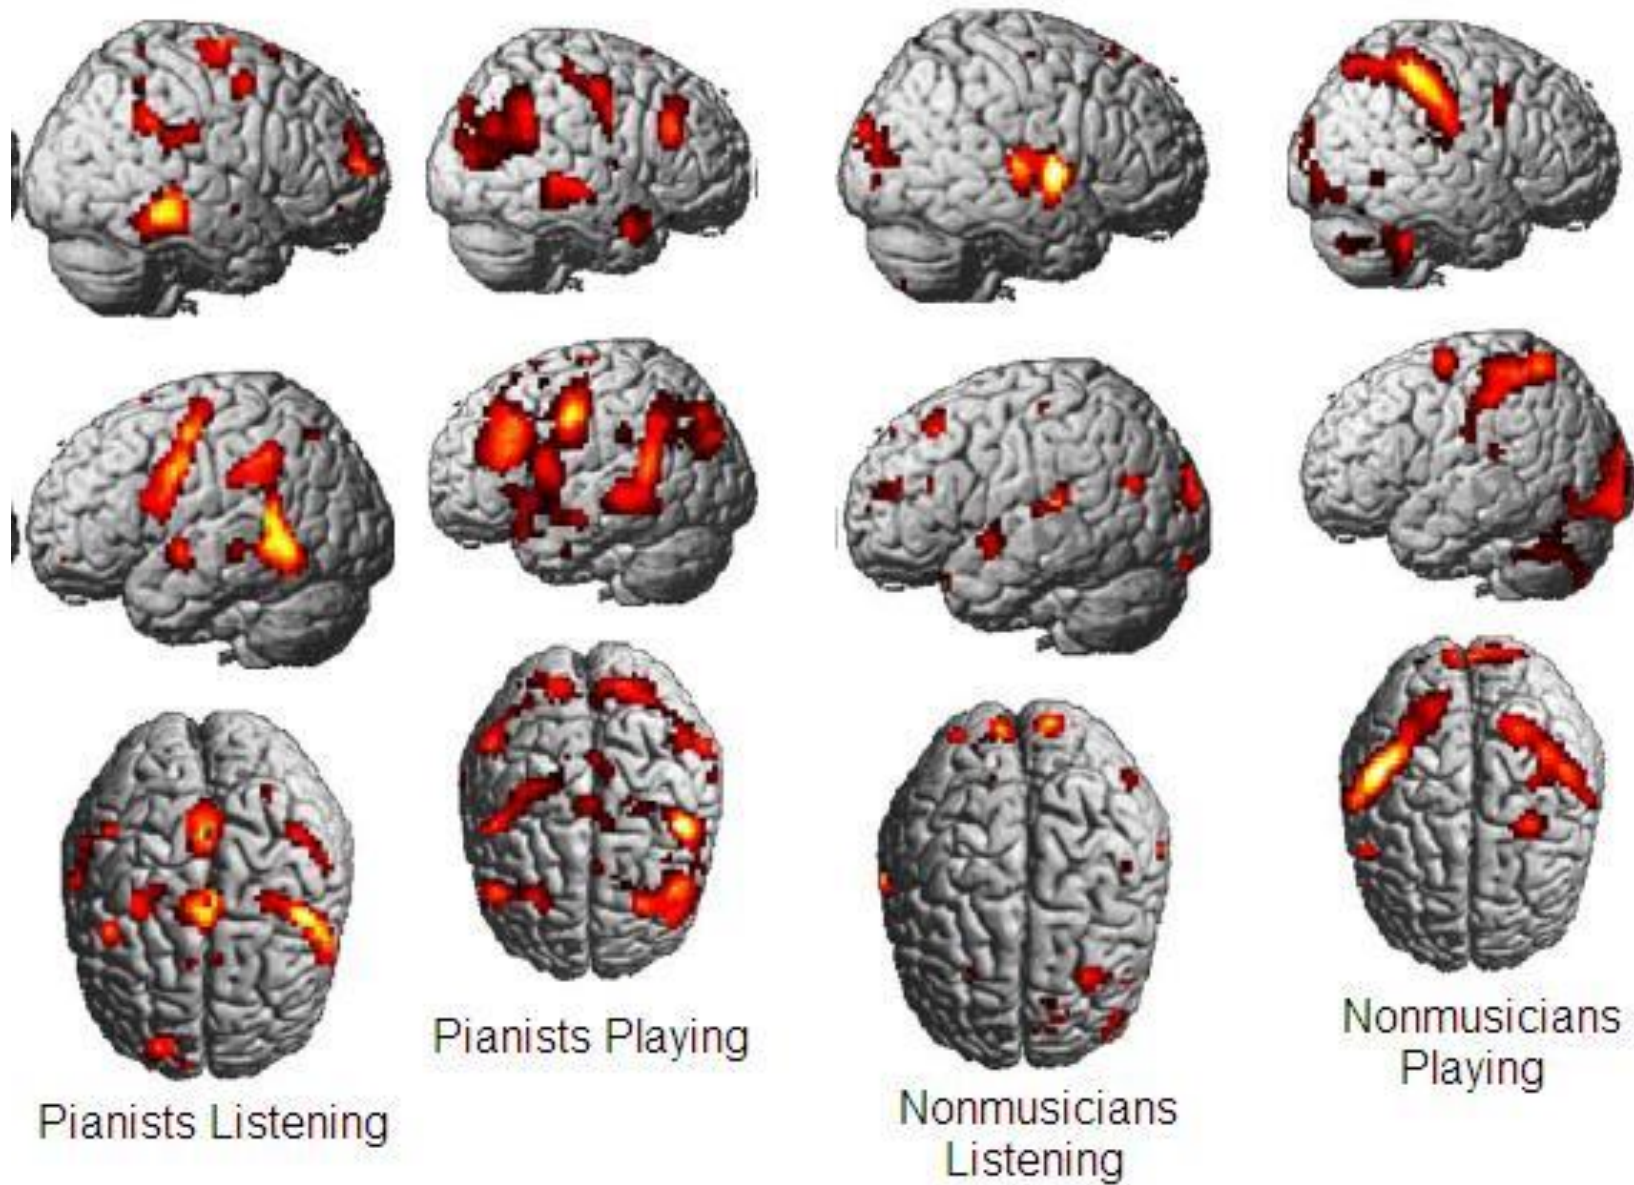 Pianists Listening
Pianists Playing
Nonmusicians
Listening
Nonmusicians
Playing